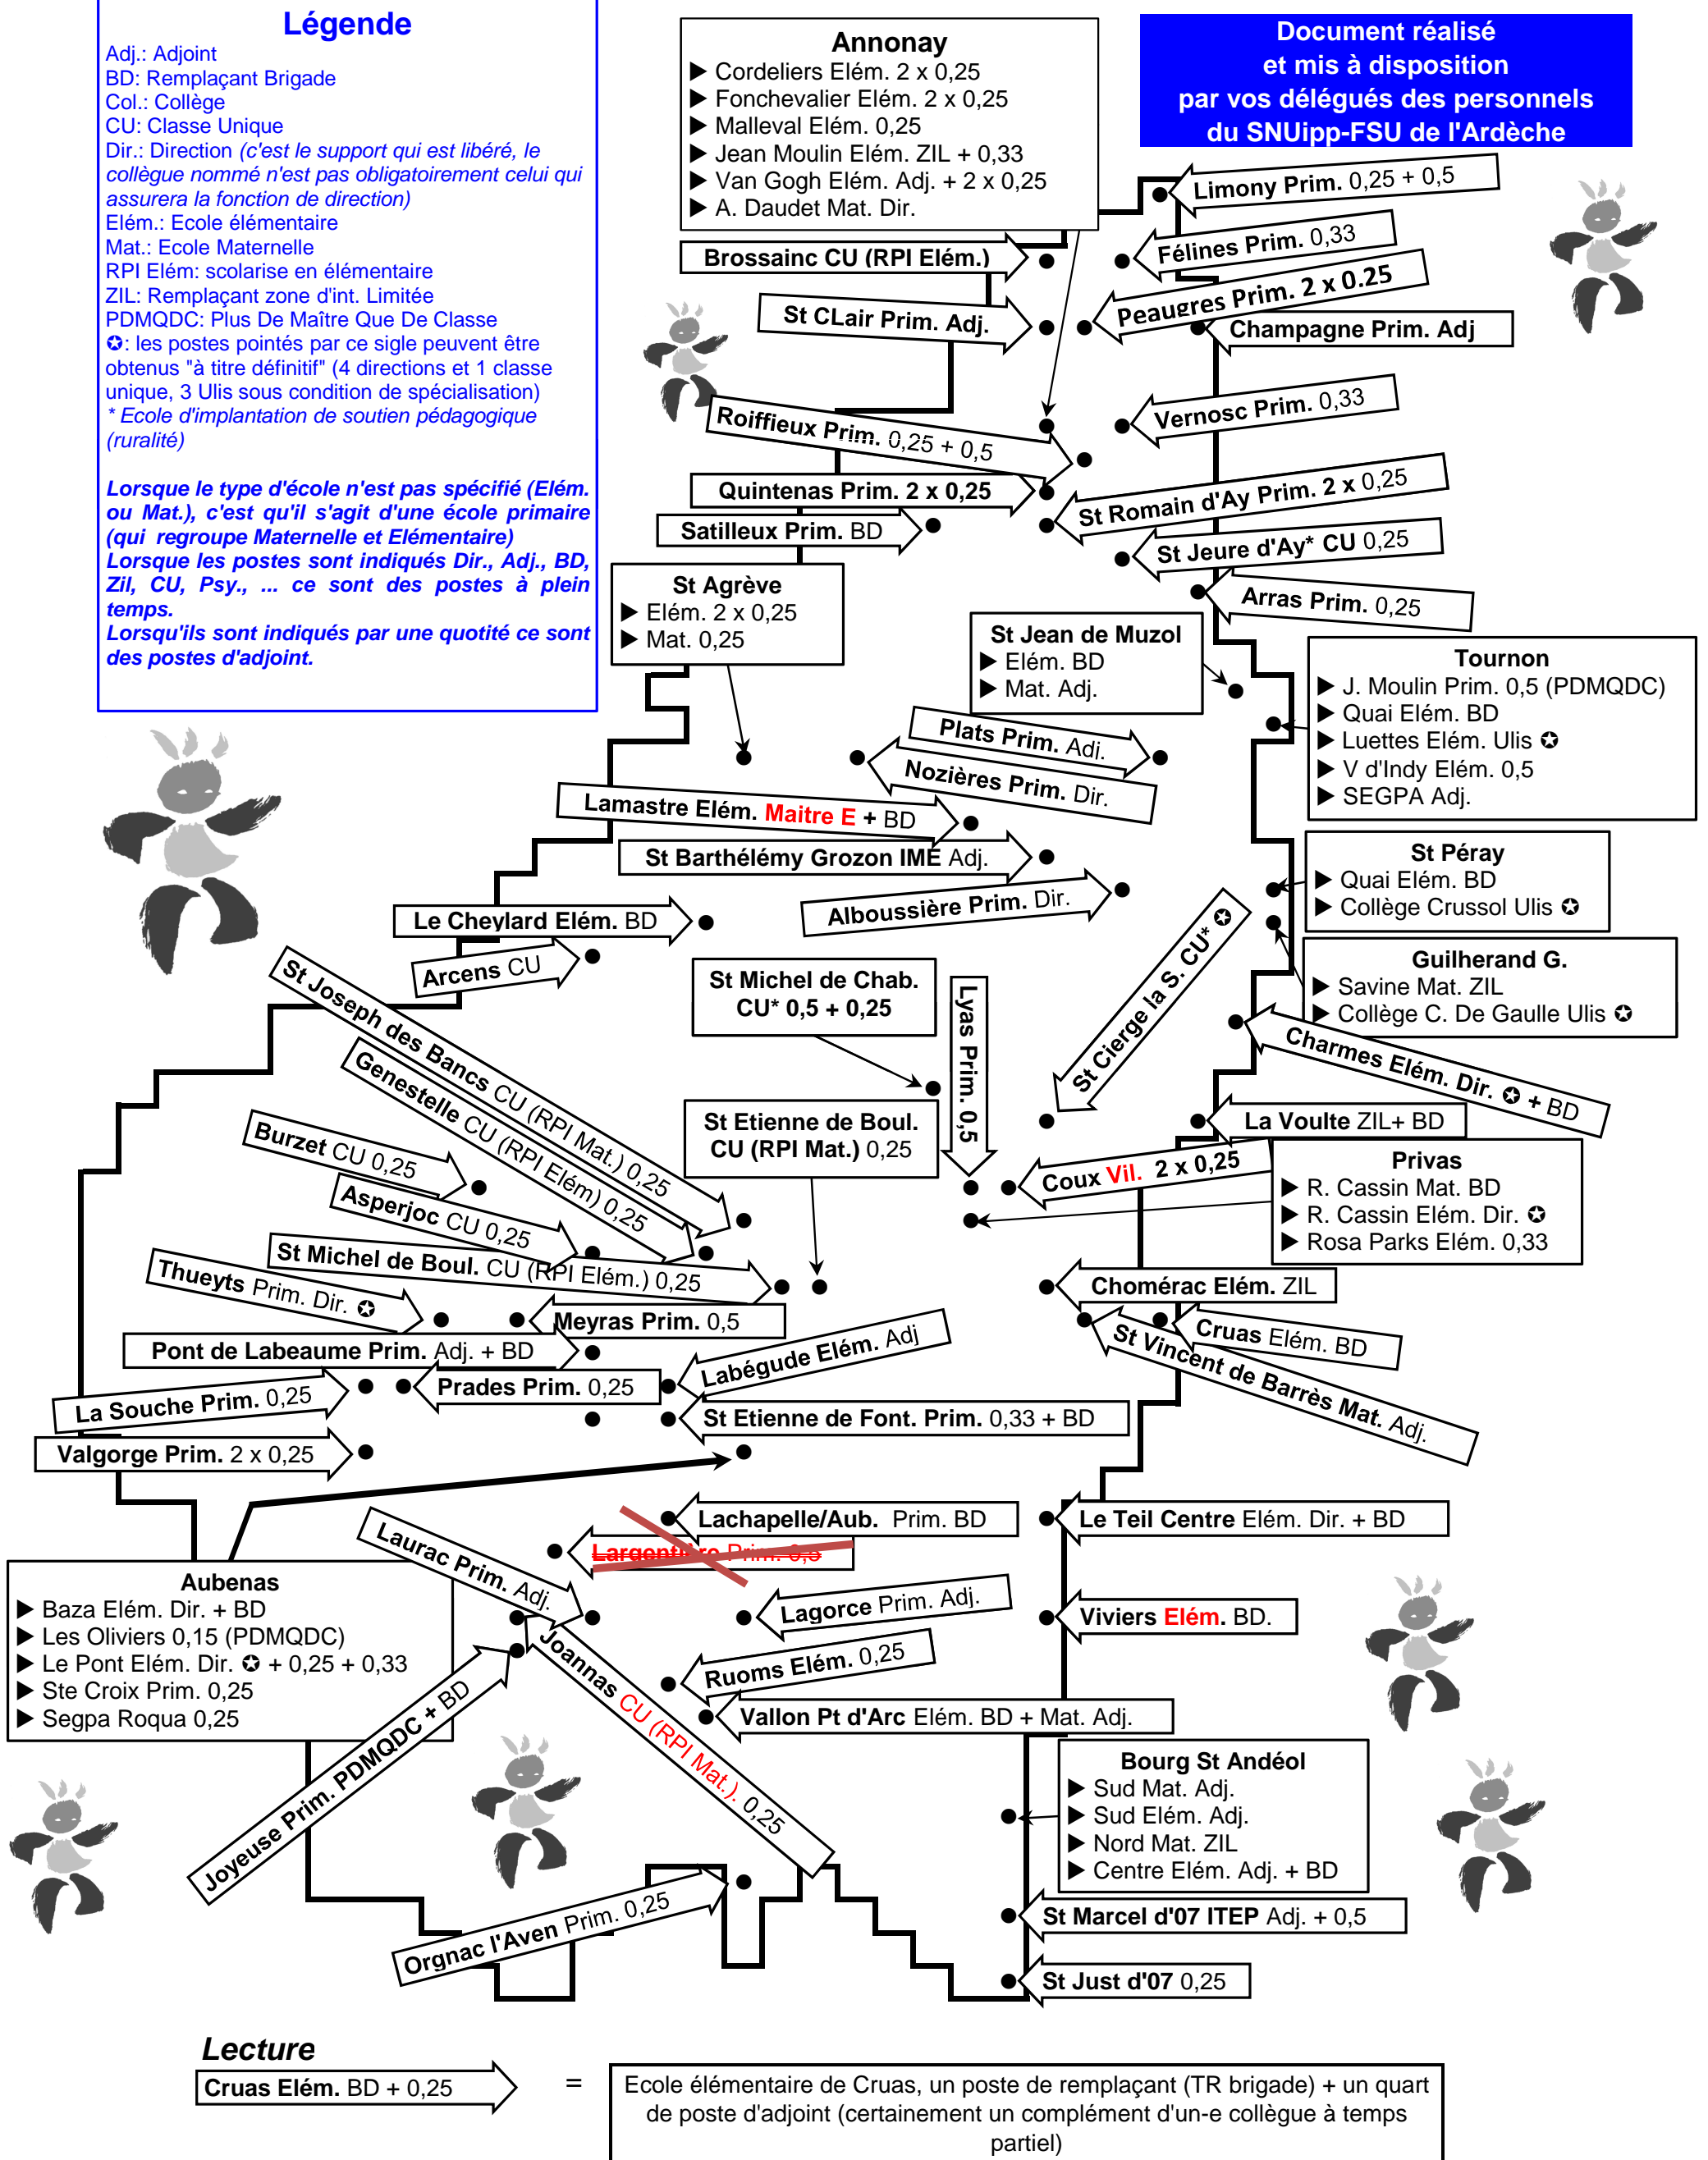 Légende
Adj.: Adjoint
BD: Remplaçant Brigade
Col.: Collège
CU: Classe Unique
Dir.: Direction (c'est le support qui est libéré, le
collègue nommé n'est pas obligatoirement celui qui
assurera la fonction de direction)
Elém.: Ecole élémentaire
Mat.: Ecole Maternelle
RPI Elém: scolarise en élémentaire
ZIL: Remplaçant zone d'int. Limitée
PDMQDC: Plus De Maître Que De Classe
✪: les postes pointés par ce sigle peuvent être
obtenus "à titre définitif" (4 directions et 1 classe
unique, 3 Ulis sous condition de spécialisation)
* Ecole d'implantation de soutien pédagogique
(ruralité)
Lorsque le type d'école n'est pas spécifié (Elém.
ou Mat.), c'est qu'il s'agit d'une école primaire
(qui regroupe Maternelle et Elémentaire)
Lorsque les postes sont indiqués Dir., Adj., BD,
Zil, CU, Psy., ... ce sont des postes à plein
temps.
Lorsqu'ils sont indiqués par une quotité ce sont
des postes d'adjoint.
Annonay
▶ Cordeliers Elém. 2 x 0,25
▶ Fonchevalier Elém. 2 x 0,25
▶ Malleval Elém. 0,25
▶ Jean Moulin Elém. ZIL + 0,33
▶ Van Gogh Elém. Adj. + 2 x 0,25
▶ A. Daudet Mat. Dir.
Document réalisé
et mis à disposition
par vos délégués des personnels
du SNUipp-FSU de l'Ardèche
Limony Prim. 0,25 + 0,5
Félines Prim. 0,33
Brossainc CU (RPI Elém.)
Peaugres Prim. 2 x 0.25
St CLair Prim. Adj.
Champagne Prim. Adj
Vernosc Prim. 0,33
Roiffieux Prim. 0,25 + 0,5
Quintenas Prim. 2 x 0,25
St Romain d'Ay Prim. 2 x 0,25
Satilleux Prim. BD
St Jeure d'Ay* CU 0,25
Arras Prim. 0,25
St Agrève
▶ Elém. 2 x 0,25
▶ Mat. 0,25
St Jean de Muzol
▶ Elém. BD
▶ Mat. Adj.
Tournon
▶ J. Moulin Prim. 0,5 (PDMQDC)
▶ Quai Elém. BD
▶ Luettes Elém. Ulis ✪
▶ V d'Indy Elém. 0,5
▶ SEGPA Adj.
Plats Prim. Adj.
Nozières Prim. Dir.
Lamastre Elém. Maitre E + BD
St Barthélémy Grozon IME Adj.
Alboussière Prim. Dir.
St Péray
▶ Quai Elém. BD
▶ Collège Crussol Ulis ✪
Le Cheylard Elém. BD
Arcens CU
Guilherand G.
▶ Savine Mat. ZIL
▶ Collège C. De Gaulle Ulis ✪
St Cierge la S. CU* ✪
St Michel de Chab.
CU* 0,5 + 0,25
Lyas Prim. 0,5
Charmes Elém. Dir. ✪ + BD
St Joseph des Bancs CU (RPI Mat.) 0,25
Genestelle CU (RPI Elém) 0,25
St Etienne de Boul.
CU (RPI Mat.) 0,25
La Voulte ZIL+ BD
Burzet CU 0,25
Coux Vil. 2 x 0,25
Privas
▶ R. Cassin Mat. BD
▶ R. Cassin Elém. Dir. ✪
▶ Rosa Parks Elém. 0,33
Asperjoc CU 0,25
St Michel de Boul. CU (RPI Elém.) 0,25
Thueyts Prim. Dir. ✪
Chomérac Elém. ZIL
Meyras Prim. 0,5
Cruas Elém. BD
St Vincent de Barrès Mat. Adj.
Pont de Labeaume Prim. Adj. + BD
Labégude Elém. Adj
La Souche Prim. 0,25
Prades Prim. 0,25
St Etienne de Font. Prim. 0,33 + BD
Valgorge Prim. 2 x 0,25
Lachapelle/Aub. Prim. BD
Le Teil Centre Elém. Dir. + BD
Largentière Prim. 0,5
Laurac Prim. Adj.
Aubenas
▶ Baza Elém. Dir. + BD
▶ Les Oliviers 0,15 (PDMQDC)
▶ Le Pont Elém. Dir. ✪ + 0,25 + 0,33
▶ Ste Croix Prim. 0,25
▶ Segpa Roqua 0,25
Lagorce Prim. Adj.
Viviers Elém. BD.
Joannas CU (RPI Mat.). 0,25
Ruoms Elém. 0,25
Joyeuse Prim. PDMQDC + BD
Vallon Pt d'Arc Elém. BD + Mat. Adj.
Bourg St Andéol
▶ Sud Mat. Adj.
▶ Sud Elém. Adj.
▶ Nord Mat. ZIL
▶ Centre Elém. Adj. + BD
Orgnac l'Aven Prim. 0,25
St Marcel d'07 ITEP Adj. + 0,5
St Just d'07 0,25
Lecture
Cruas Elém. BD + 0,25
=
Ecole élémentaire de Cruas, un poste de remplaçant (TR brigade) + un quart
de poste d'adjoint (certainement un complément d'un-e collègue à temps
partiel)